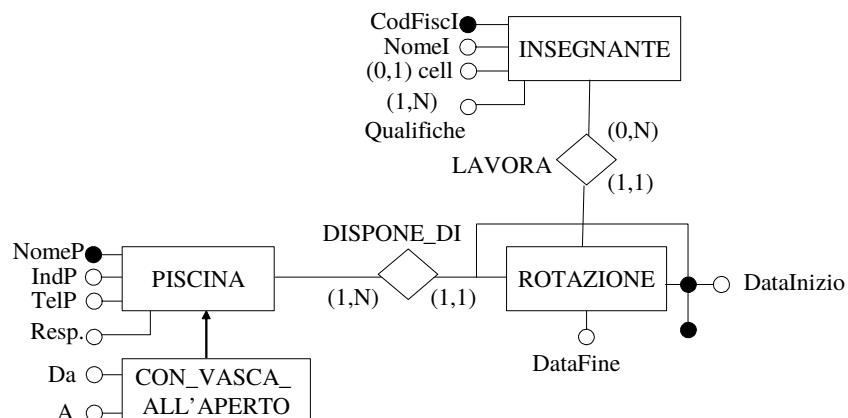 CodFiscI
NomeI
(0,1) cell
(1,N)
Qualifiche
INSEGNANTE
(0,N)
LAVORA
(1,1)
DISPONE_DI
NomeP
IndP
TelP
Resp.
PISCINA
(1,N)
(1,1)
ROTAZIONE
DataInizio
DataFine
Da
A
CON_VASCA_
ALL'APERTO